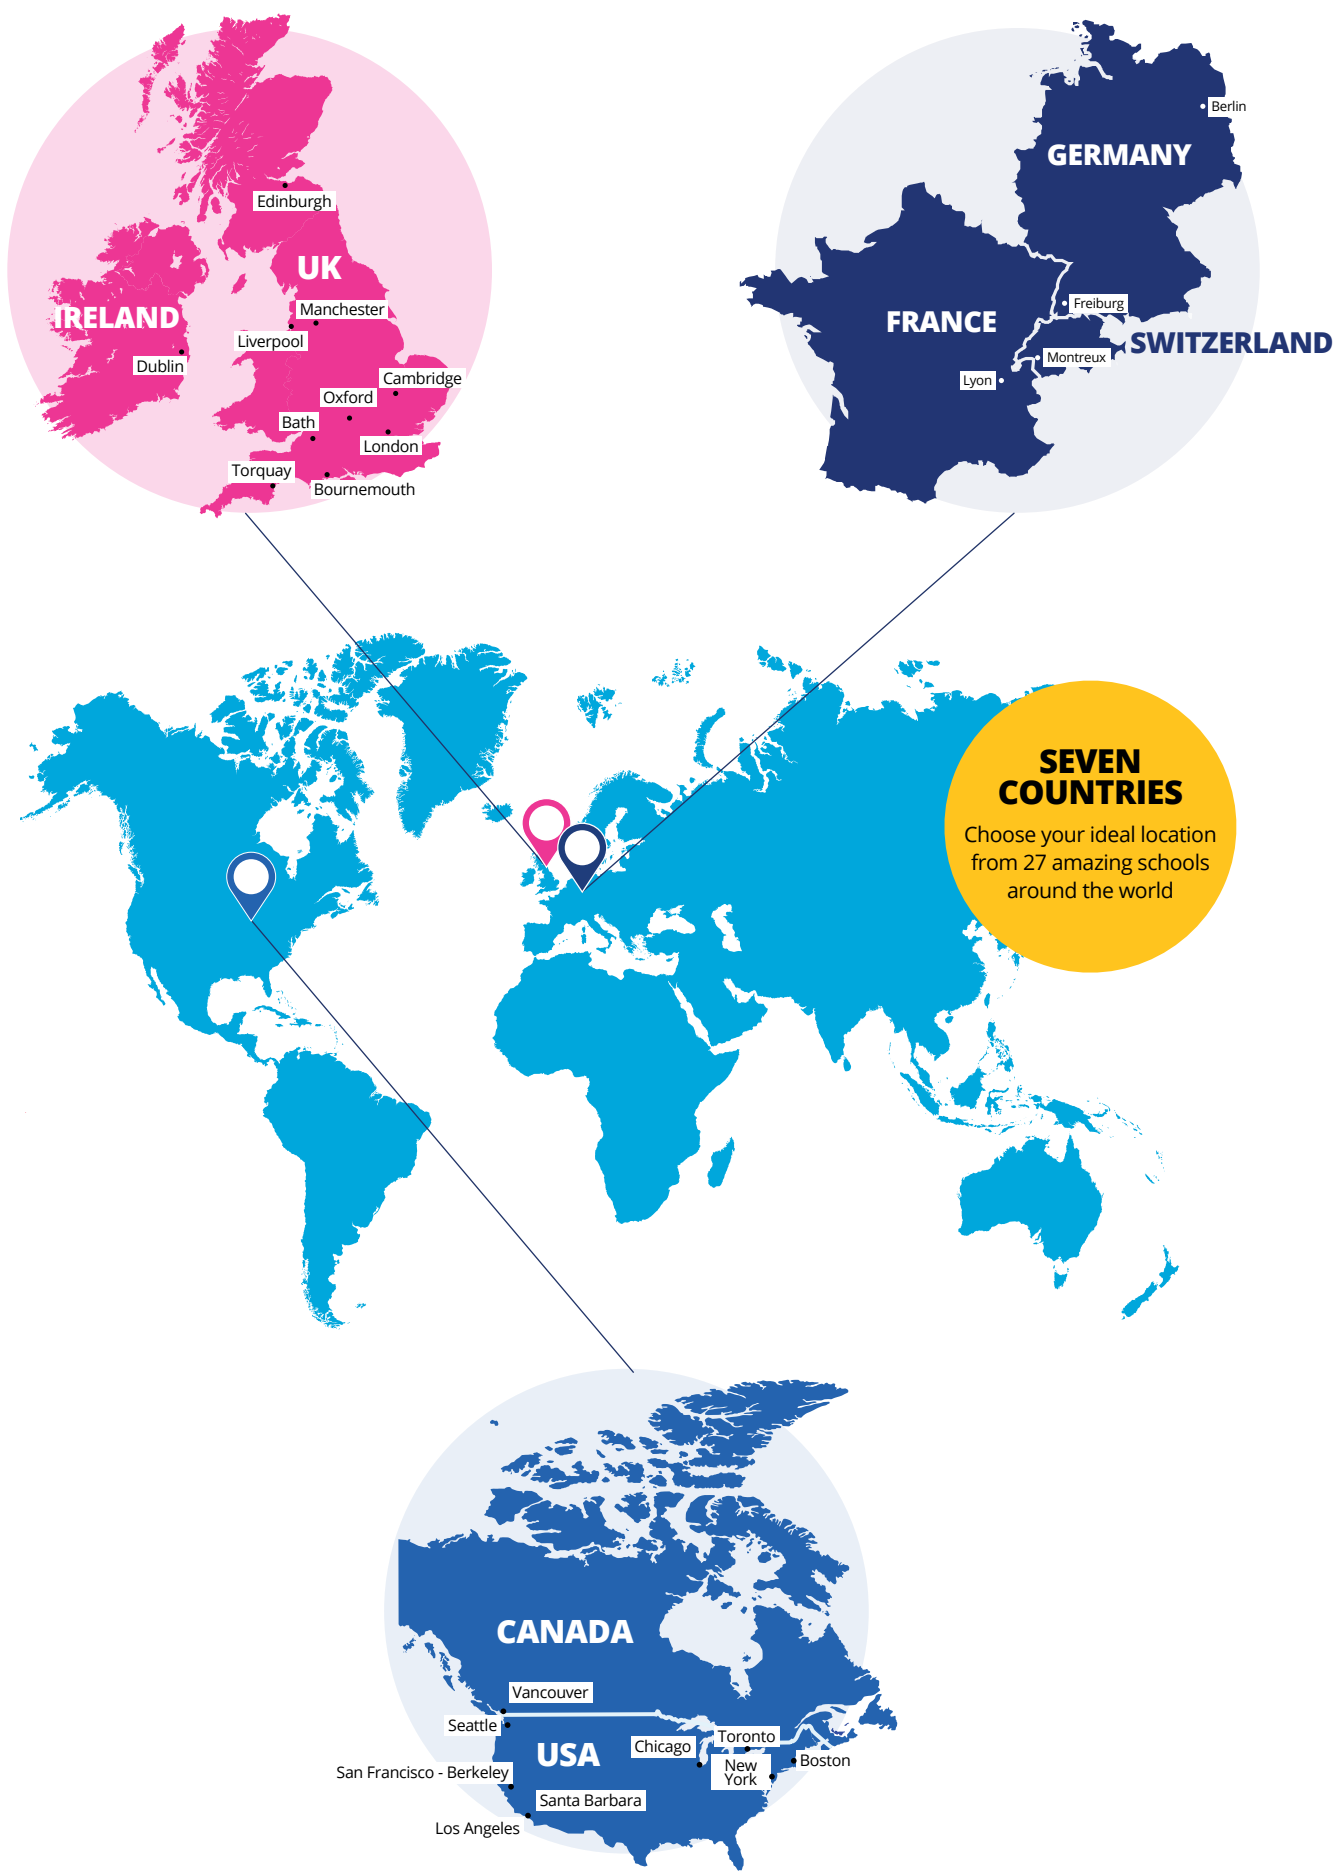 Edinburgh
UK
IRELAND
Manchester
Liverpool
Dublin
Cambridge
Oxford
Bath
London
Torquay
Bournemouth
Berlin
GERMANY
Freiburg
FRANCE
SWITZERLAND
Montreux
Lyon
SEVEN
COUNTRIES
Choose your ideal location
from 27 amazing schools
around the world
CANADA
Vancouver
Seattle
Toronto
Chicago
USA
Boston
New
York
San Francisco - Berkeley
Santa Barbara
Los Angeles